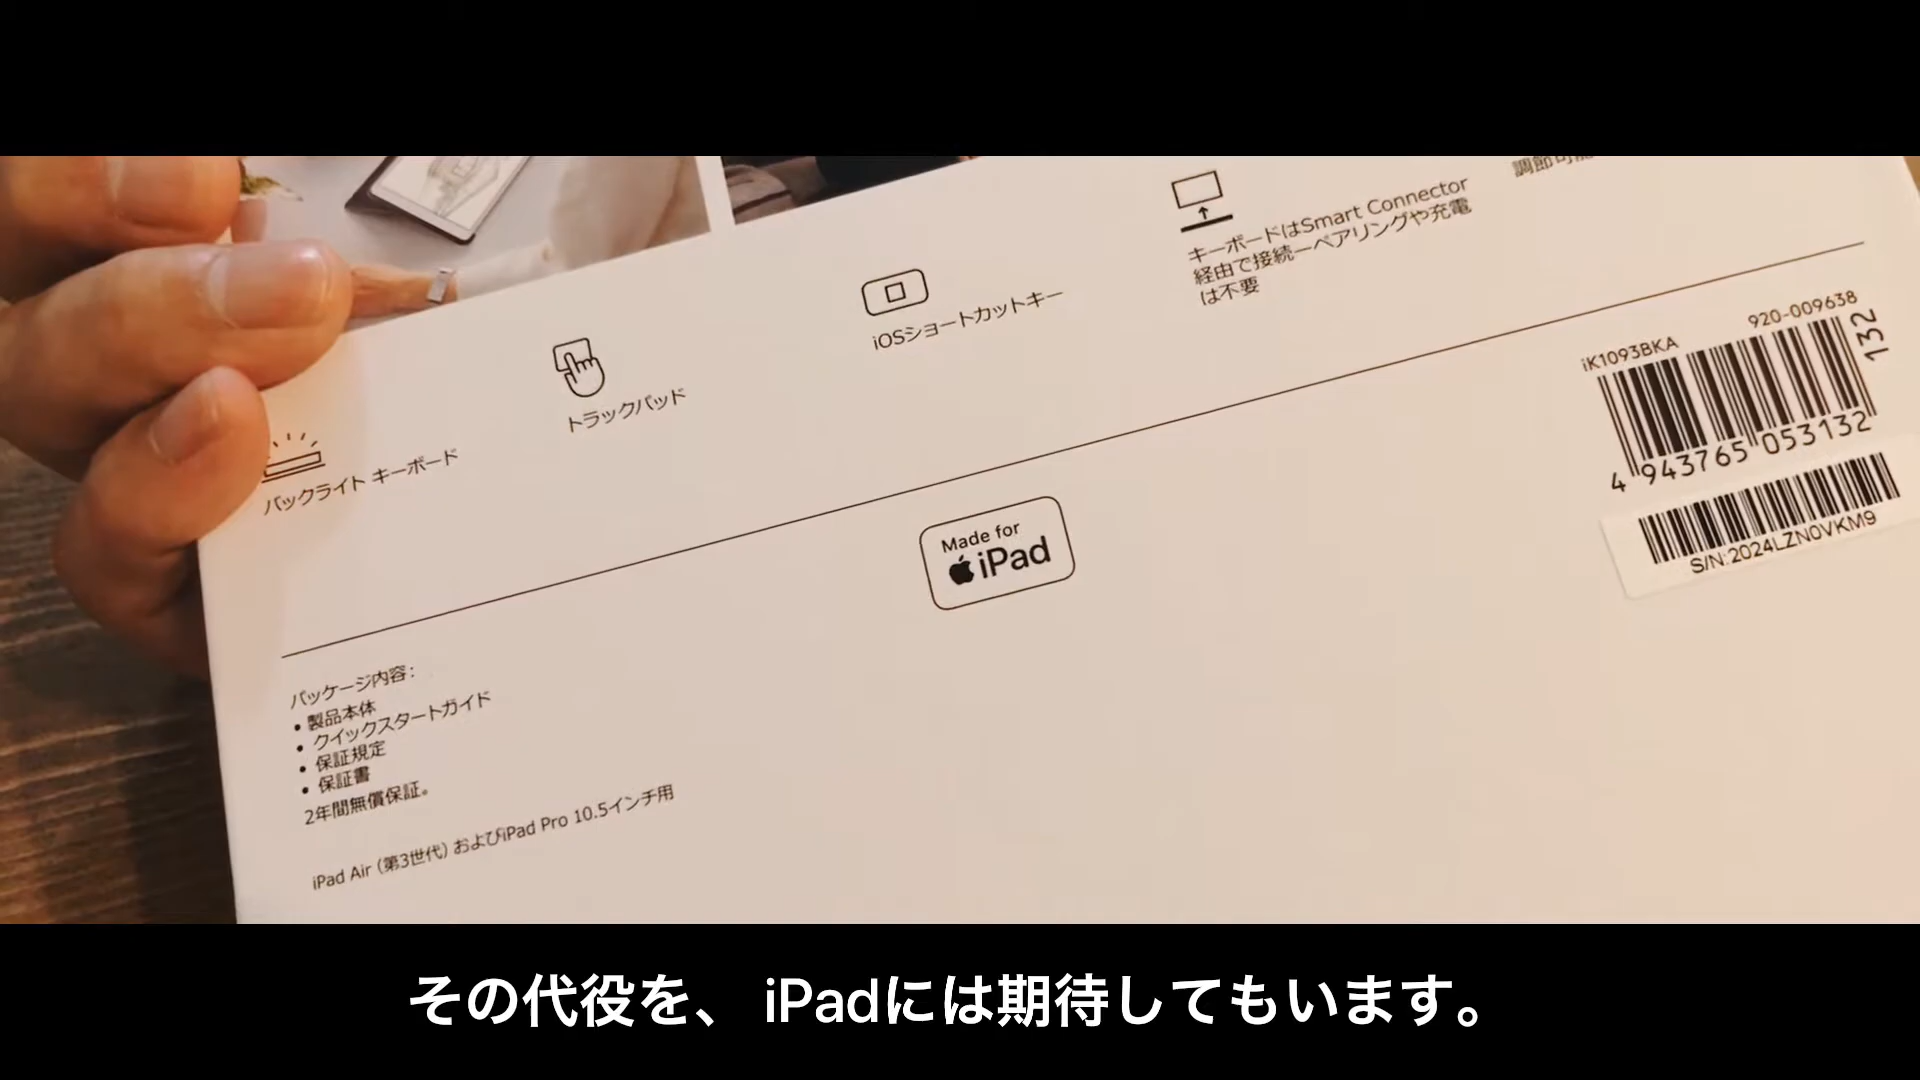 調節可能
キーボードはSmart Connector
経由で接続ーペアリングや充電
は不要
iOSショートカットキー
トラックパッド
バックライト キーボード
iK1093BKA
920-009638
132
4 943765 053132
S/N:2024LZN0VKM9
Made for
iPad
パッケージ内容:
• 製品本体
• クイックスタートガイド
• 保証規定
• 保証書
2年間無償保証。
iPad Air (第3世代) およびiPad Pro 10.5インチ用
その代役を、 iPadには期待してもいます。